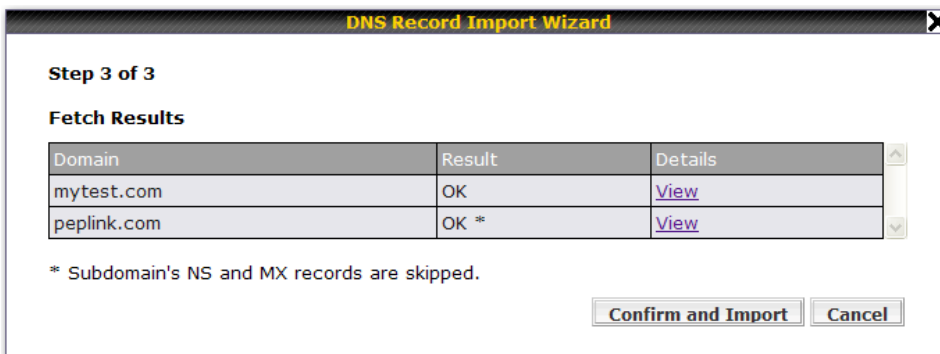 DNS Record Import Wizard
Step 3 of 3
Fetch Results
Domain Result Details
mytest.com OK View
peplink.com OK * View
* Subdomain's NS and MX records are skipped.
Confirm and Import Cancel